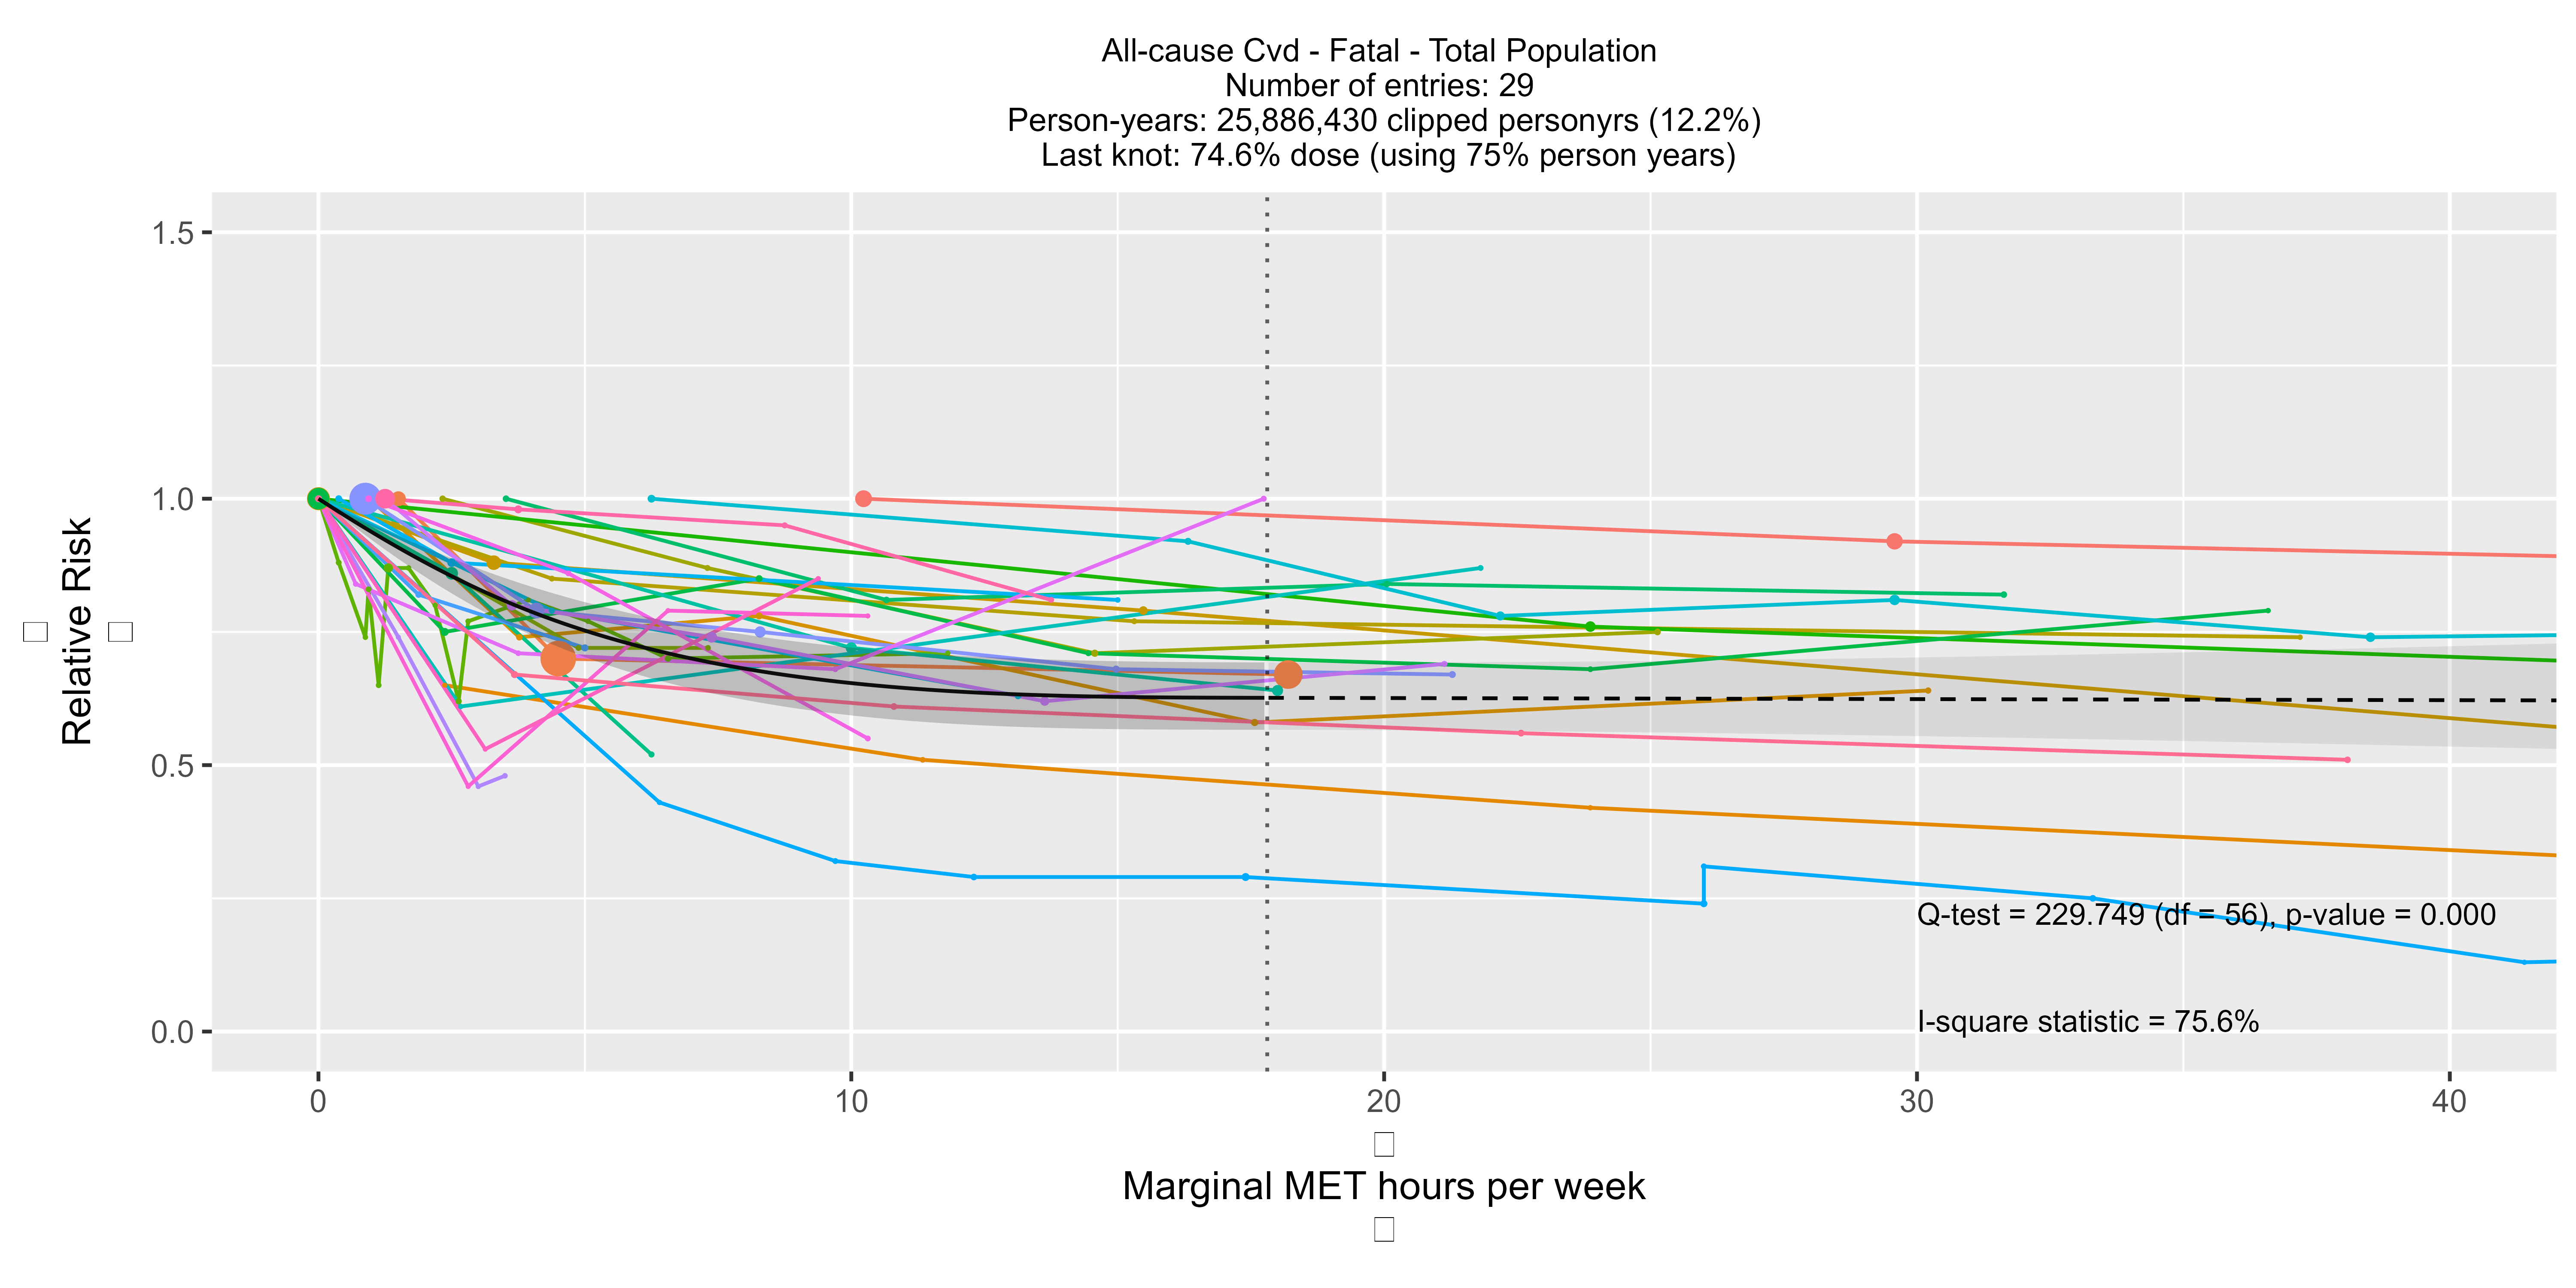 All-cause Cvd - Fatal - Total Population
Number of entries: 29
Person-years: 25,886,430 clipped personyrs (12.2%)
Last knot: 74.6% dose (using 75% person years)
Relative Risk
1.5
1.0
0.5
0.0
Q-test = 229.749 (df = 56), p-value = 0.000
I-square statistic = 75.6%
0 10 20 30 40
Marginal MET hours per week